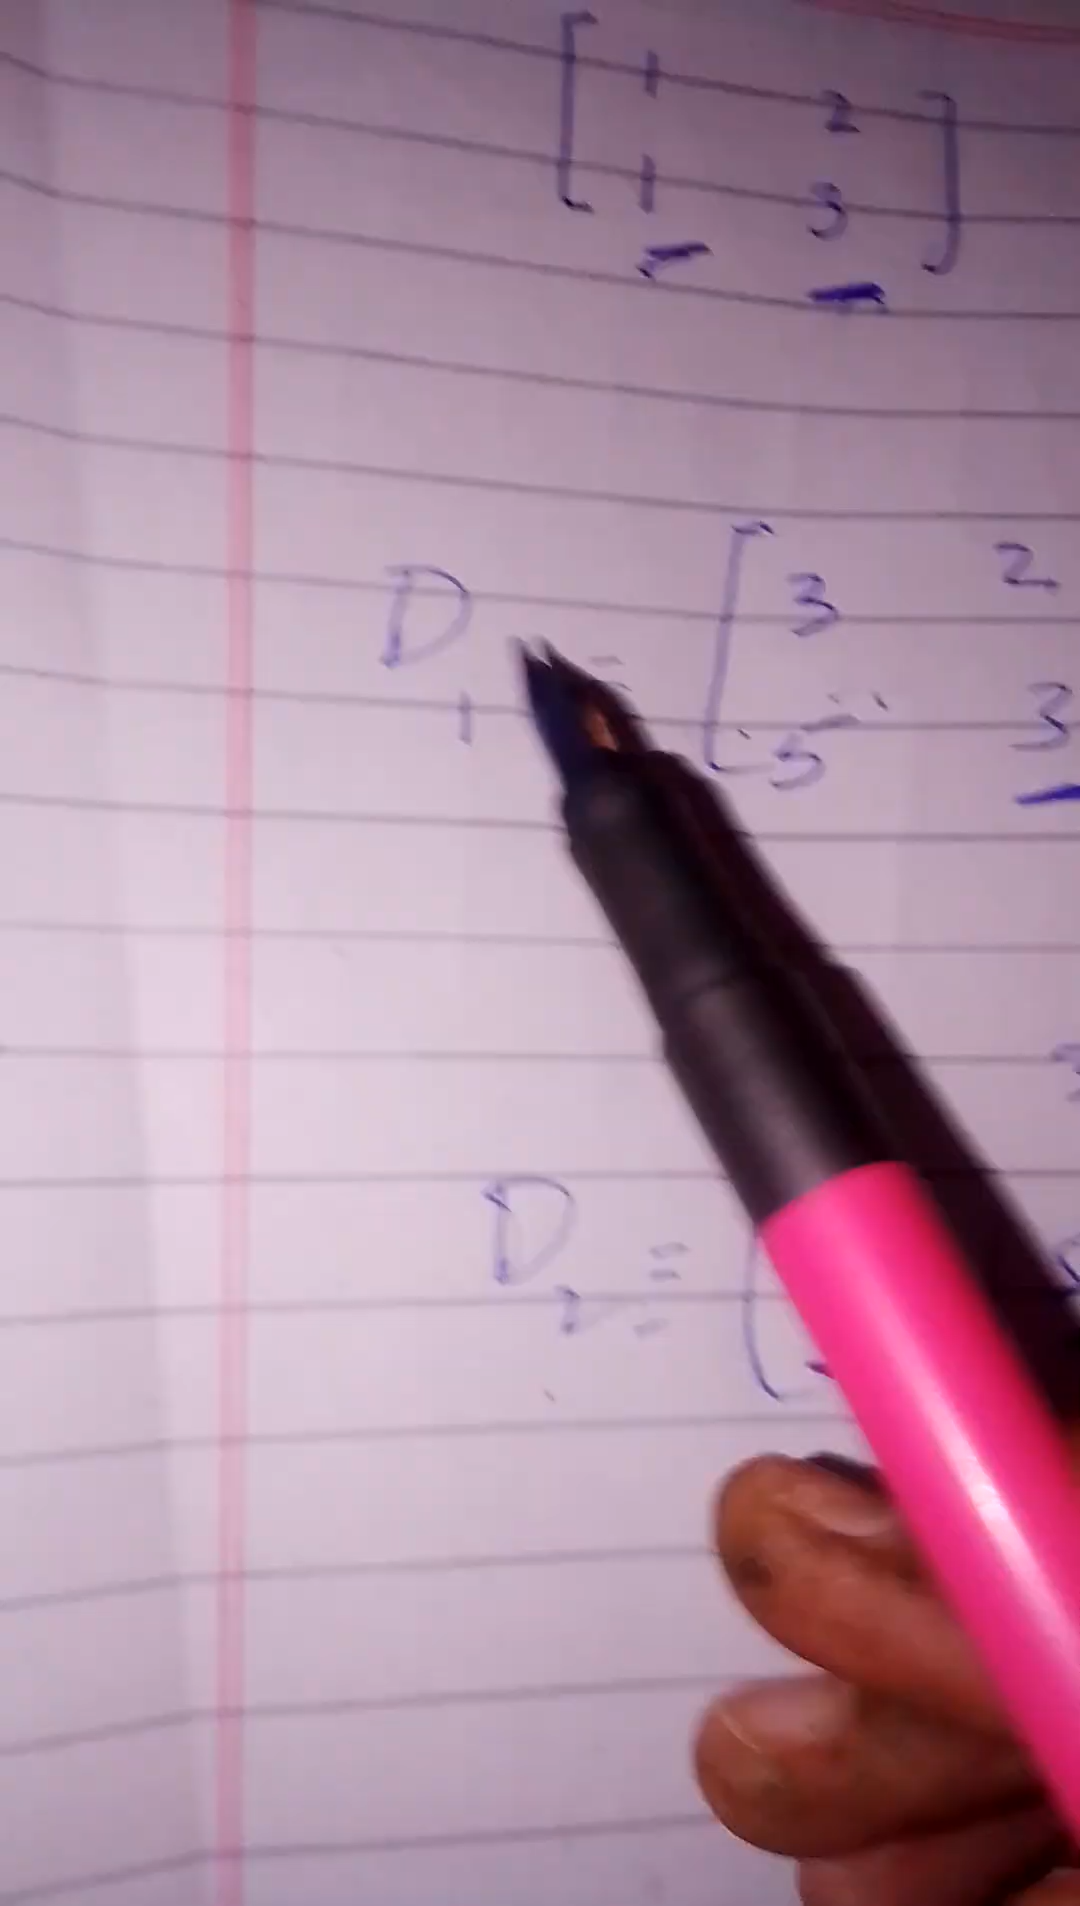 [ 1 2 ]
1 3
D1 = [ 3 2
5 3
D2 = [